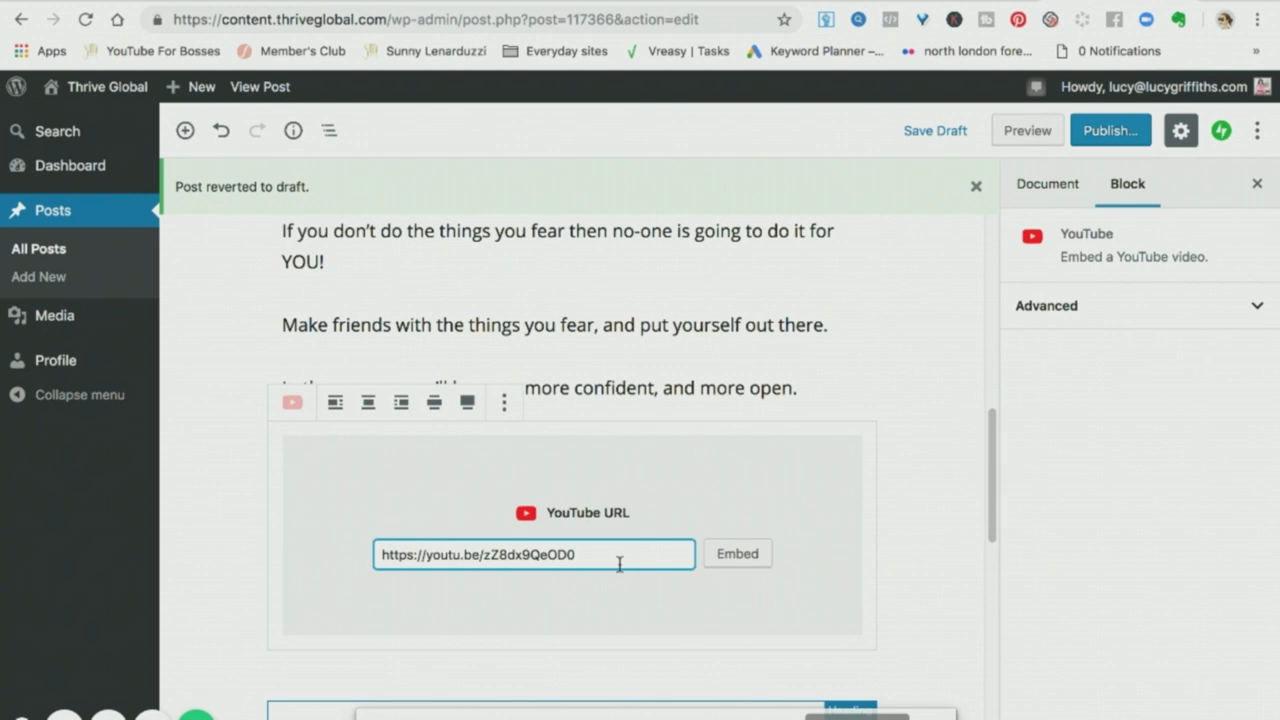 https://content.thriveglobal.com/wp-admin/post.php?post=117366&action=edit
Apps YouTube For Bosses Member's Club Sunny Lenarduzzi Everyday sites Vreasy | Tasks Keyword Planner –... north london fore... 0 Notifications »
Thrive Global + New View Post Howdy, lucy@lucygriffiths.com
Search
Dashboard
Posts
All Posts
Add New
Media
Profile
Collapse menu
Save Draft Preview Publish...
Post reverted to draft.
If you don't do the things you fear then no-one is going to do it for
YOU!
Make friends with the things you fear, and put yourself out there.
more confident, and more open.
YouTube URL
https://youtu.be/zZ8dx9QeOD0 Embed
Heading
Document Block
YouTube
Embed a YouTube video.
Advanced